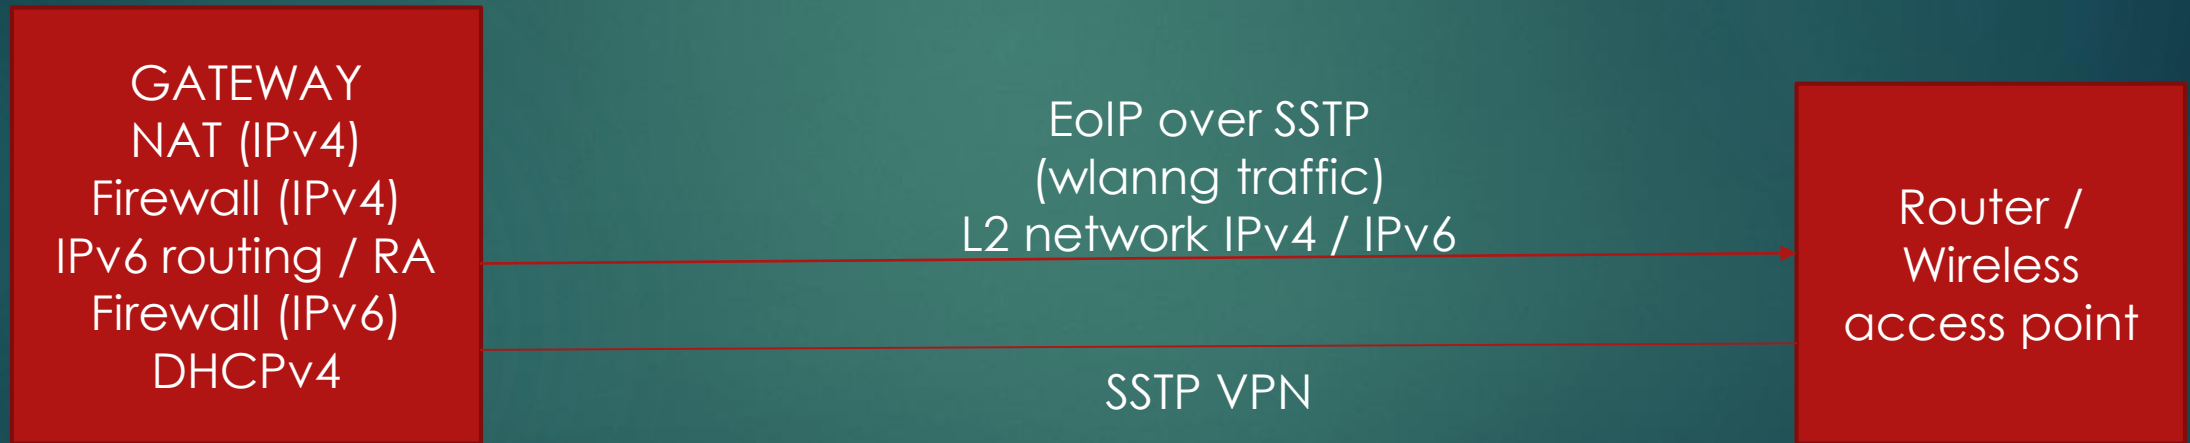 GATEWAY
NAT (IPv4)
Firewall (IPv4)
IPv6 routing / RA
Firewall (IPv6)
DHCPv4
EoIP over SSTP
(wlanng traffic)
L2 network IPv4 / IPv6
SSTP VPN
Router /
Wireless
access point